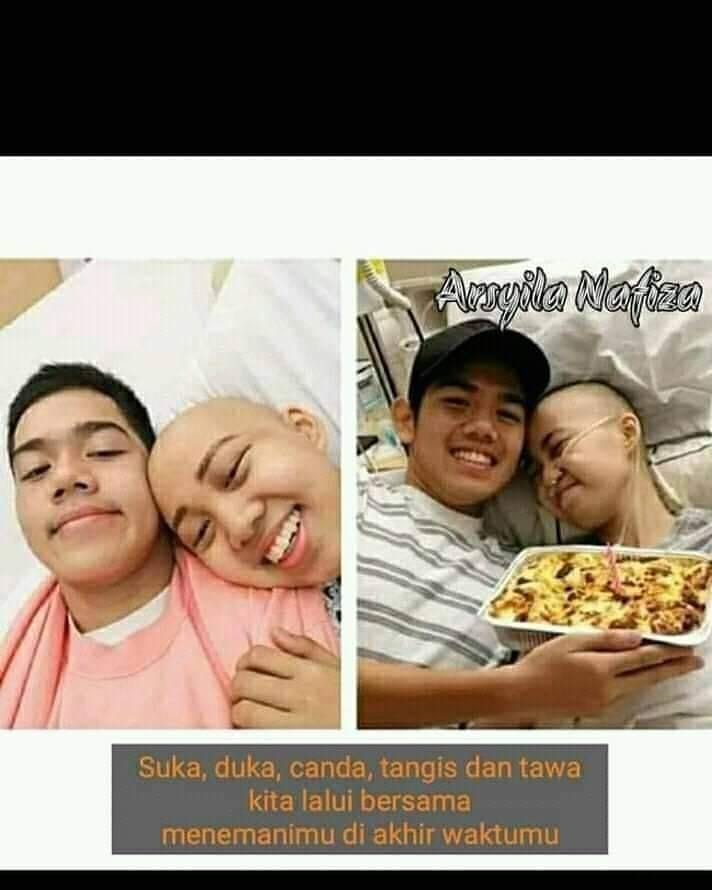 Arsyila Nafiza
Suka, duka, canda, tangis dan tawa
kita lalui bersama
menemanimu di akhir waktumu